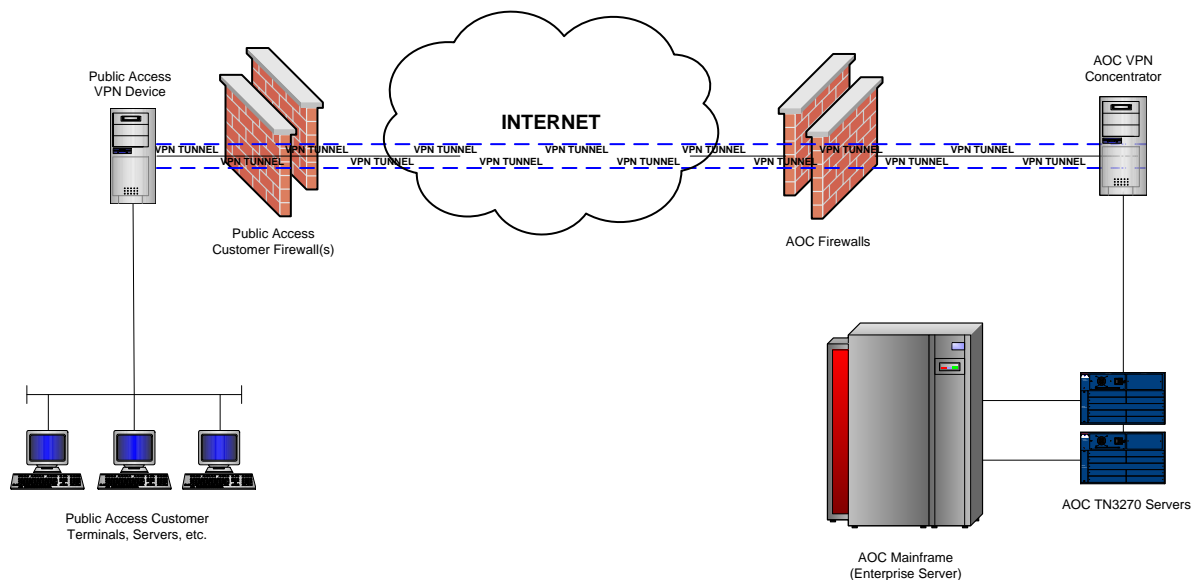 Public Access
VPN Device
AOC VPN
Concentrator
INTERNET
VPN TUNNEL VPN TUNNEL VPN TUNNEL VPN TUNNEL VPN TUNNEL VPN TUNNEL VPN TUNNEL
VPN TUNNEL VPN TUNNEL VPN TUNNEL VPN TUNNEL VPN TUNNEL VPN TUNNEL VPN TUNNEL
Public Access
Customer Firewall(s)
AOC Firewalls
Public Access Customer
Terminals, Servers, etc.
AOC TN3270 Servers
AOC Mainframe
(Enterprise Server)